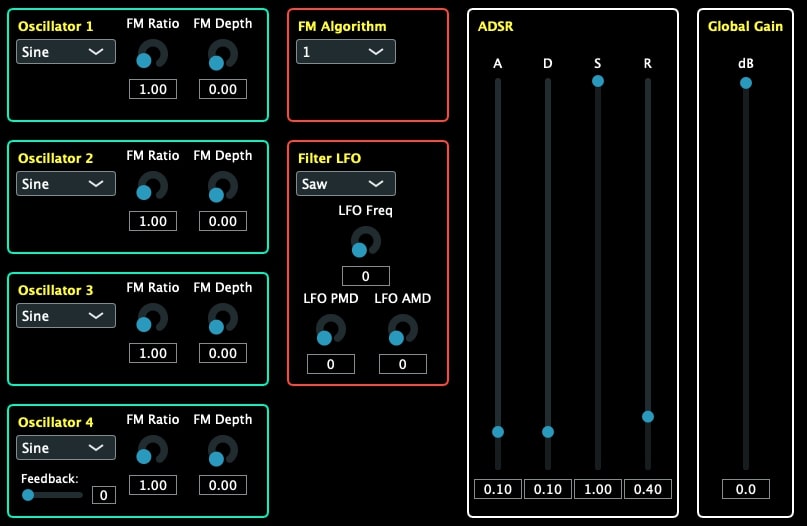 Oscillator 1
FM Ratio
FM Depth
Sine
1.00
0.00
Oscillator 2
FM Ratio
FM Depth
Sine
1.00
0.00
Oscillator 3
FM Ratio
FM Depth
Sine
1.00
0.00
Oscillator 4
FM Ratio
FM Depth
Sine
1.00
0.00
Feedback:
0
FM Algorithm
1
Filter LFO
Saw
LFO Freq
0
LFO PMD
LFO AMD
0
0
ADSR
A
D
S
R
0.10
0.10
1.00
0.40
Global Gain
dB
0.0